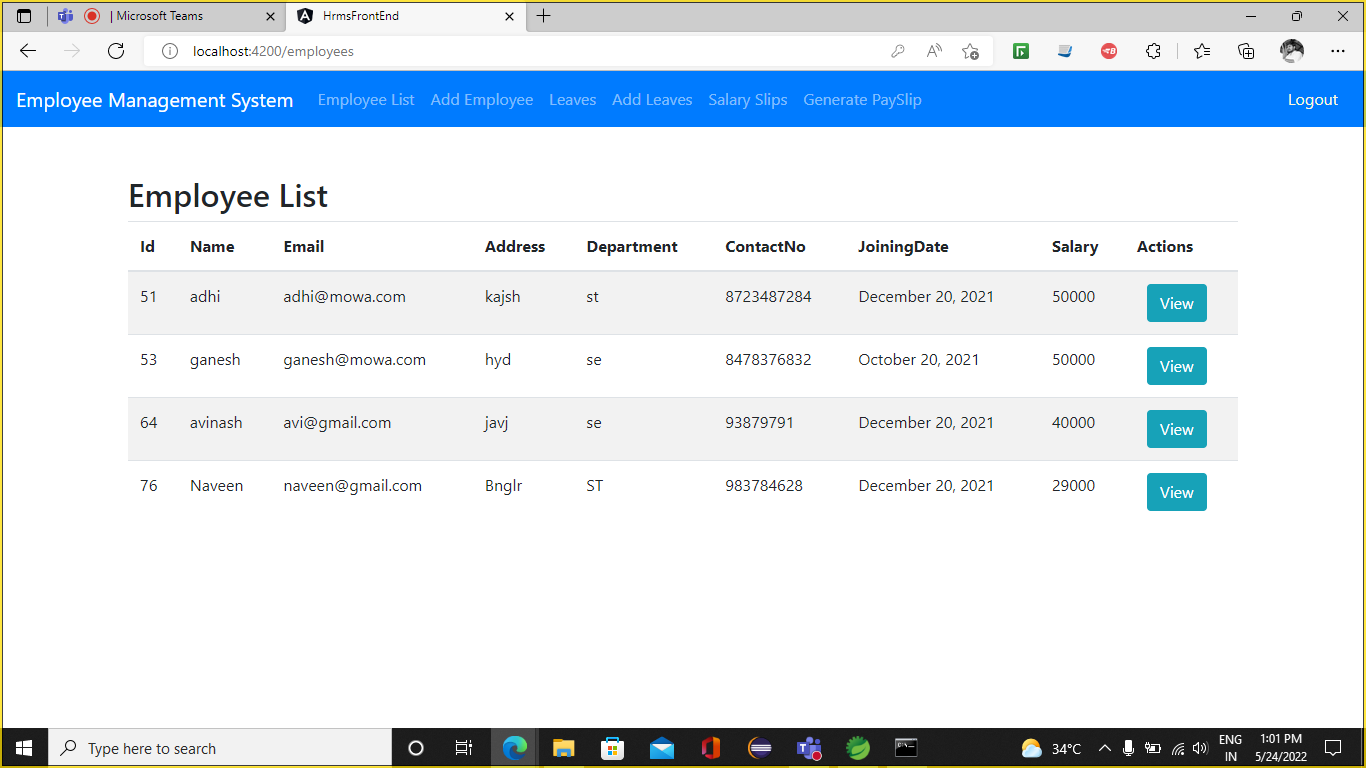 | Microsoft Teams
HrmsFrontEnd
localhost:4200/employees
Employee Management System Employee List Add Employee Leaves Add Leaves Salary Slips Generate PaySlip Logout
Employee List
Id Name Email Address Department ContactNo JoiningDate Salary Actions
51 adhi adhi@mowa.com kajsh st 8723487284 December 20, 2021 50000 View
53 ganesh ganesh@mowa.com hyd se 8478376832 October 20, 2021 50000 View
64 avinash avi@gmail.com javj se 93879791 December 20, 2021 40000 View
76 Naveen naveen@gmail.com Bnglr ST 983784628 December 20, 2021 29000 View
Type here to search
34°C
ENG
IN
1:01 PM
5/24/2022